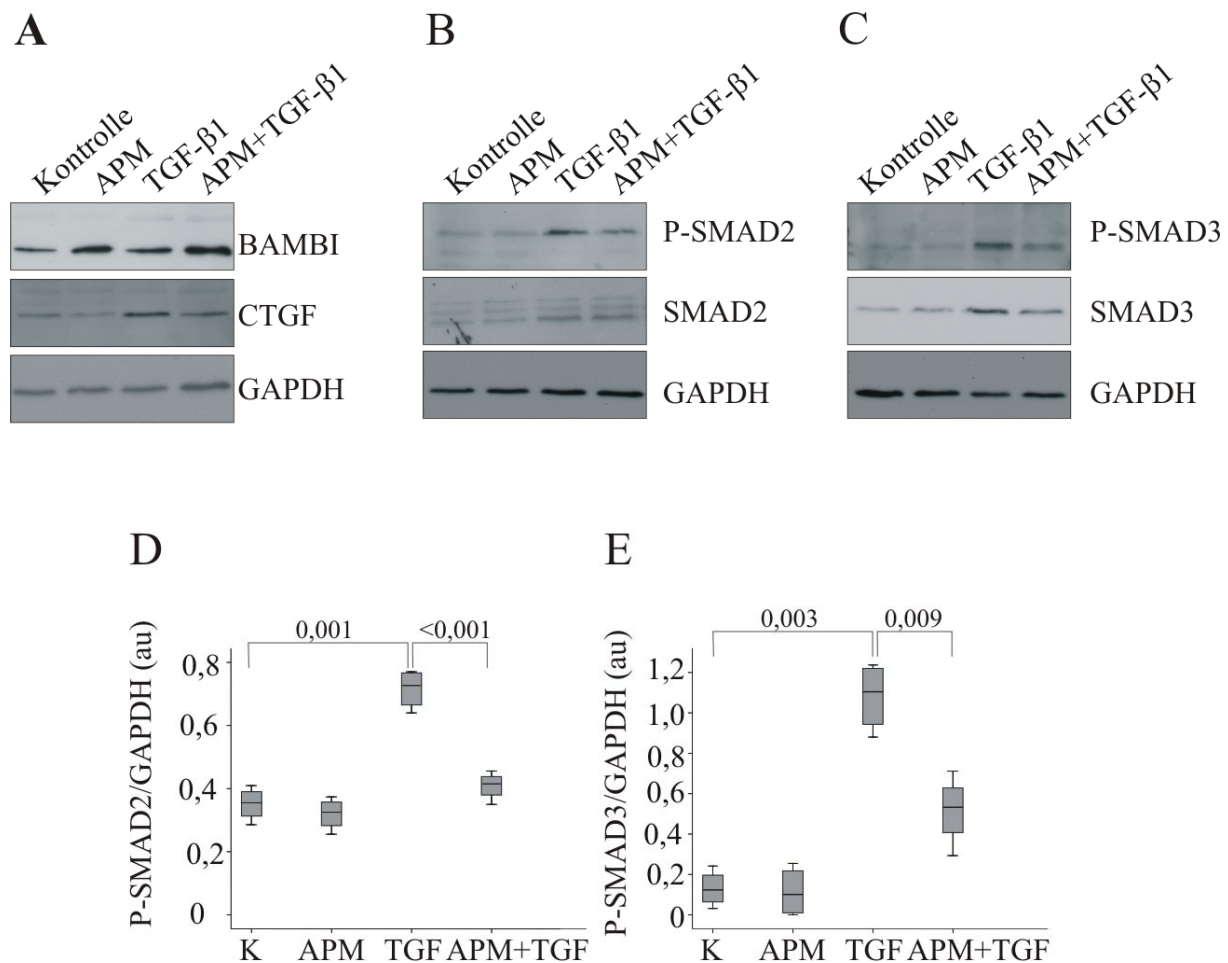 A
Kontrolle
APM
TGF-β1
APM+TGF-β1
BAMBI
CTGF
GAPDH
B
Kontrolle
APM
TGF-β1
APM+TGF-β1
P-SMAD2
SMAD2
GAPDH
C
Kontrolle
APM
TGF-β1
APM+TGF-β1
P-SMAD3
SMAD3
GAPDH
D
P-SMAD2/GAPDH (au)
0,001
<0,001
0,8
0,6
0,4
0,2
0
K
APM
TGF
APM+TGF
E
P-SMAD3/GAPDH (au)
0,003
0,009
1,2
1,0
0,8
0,6
0,4
0,2
0
K
APM
TGF
APM+TGF